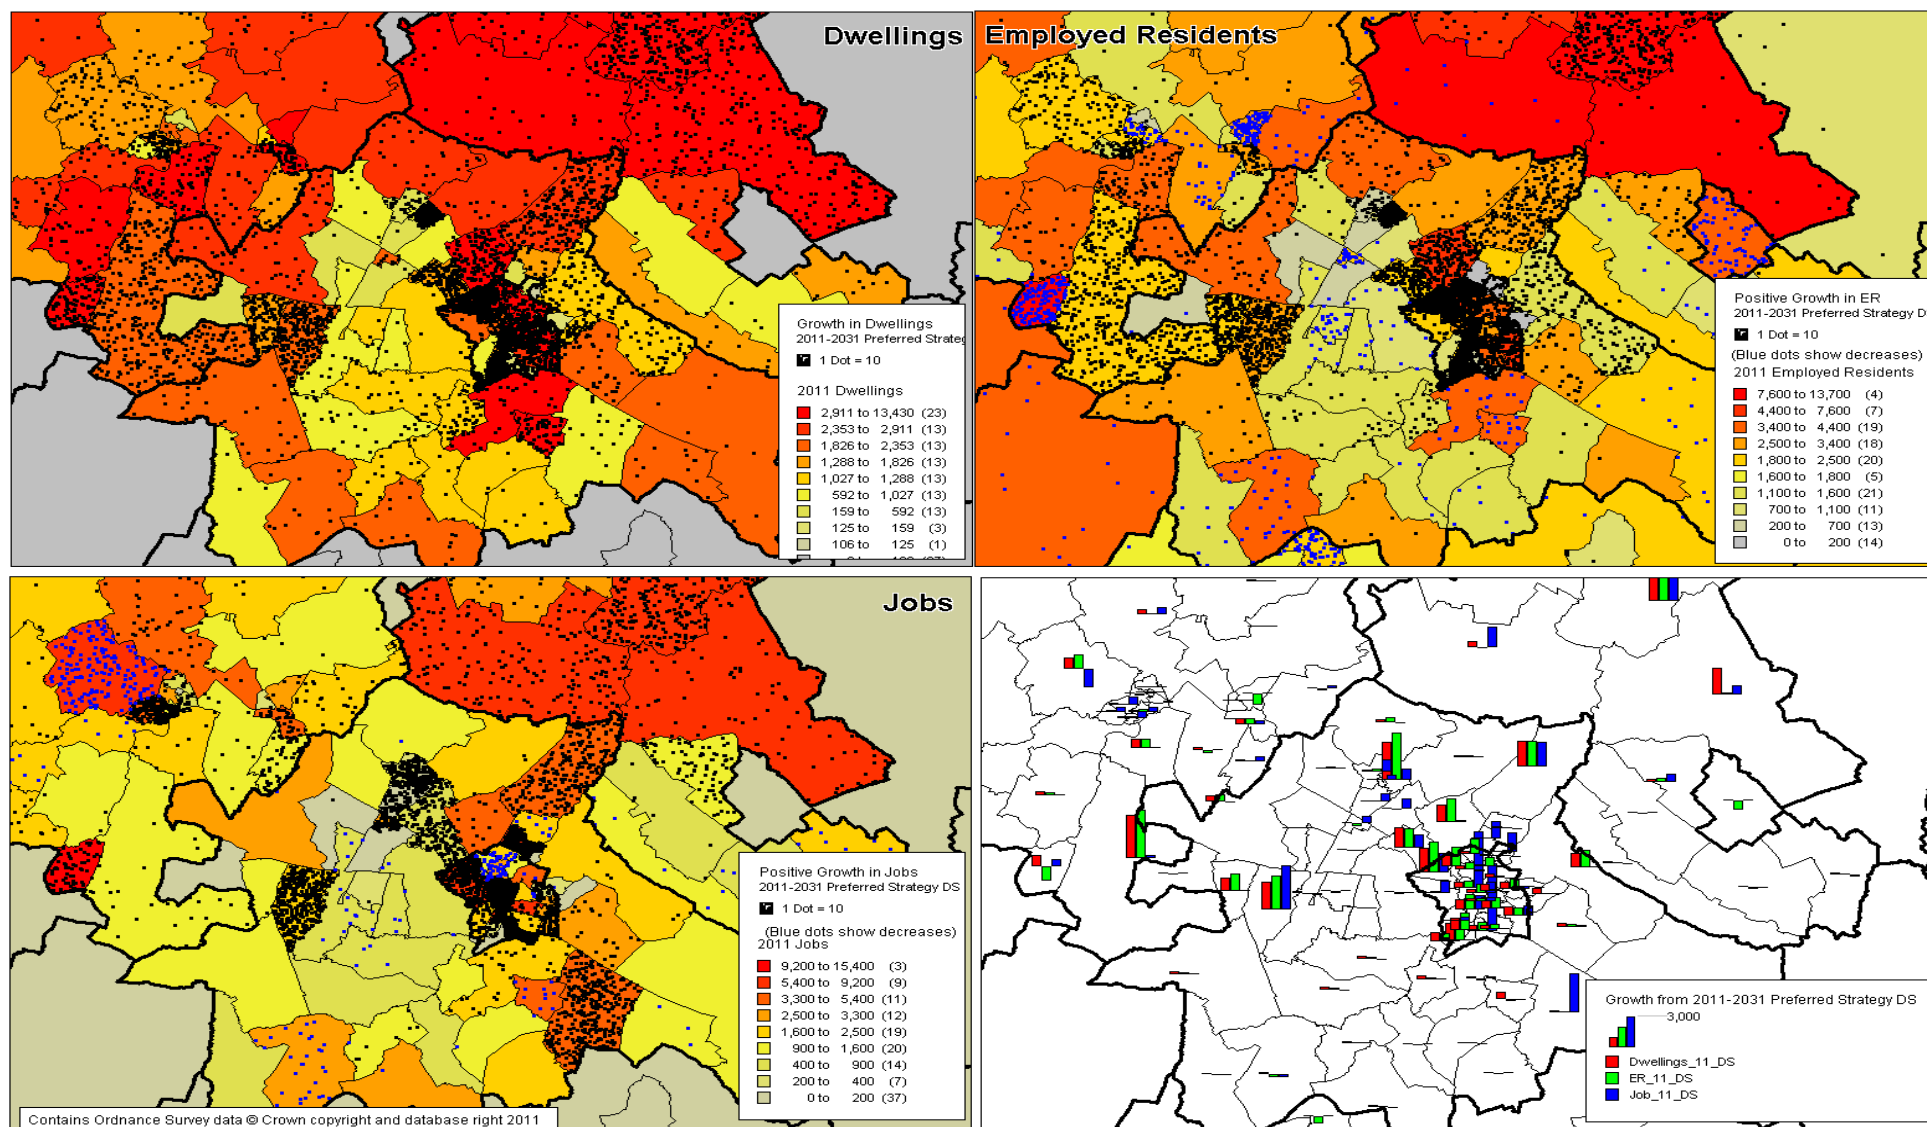 Dwellings
Growth in Dwellings
2011-2031 Preferred Strateg
1 Dot = 10
2011 Dwellings
2,911 to 13,430 (23)
2,353 to 2,911 (13)
1,826 to 2,353 (13)
1,288 to 1,826 (13)
1,027 to 1,288 (13)
592 to 1,027 (13)
159 to 592 (13)
125 to 159 (3)
106 to 125 (1)
Employed Residents
Positive Growth in ER
2011-2031 Preferred Strategy D
1 Dot = 10
(Blue dots show decreases)
2011 Employed Residents
7,600 to 13,700 (4)
4,400 to 7,600 (7)
3,400 to 4,400 (19)
2,500 to 3,400 (18)
1,800 to 2,500 (20)
1,600 to 1,800 (5)
1,100 to 1,600 (21)
700 to 1,100 (11)
200 to 700 (13)
0 to 200 (14)
Jobs
Positive Growth in Jobs
2011-2031 Preferred Strategy DS
1 Dot = 10
(Blue dots show decreases)
2011 Jobs
9,200 to 15,400 (3)
5,400 to 9,200 (9)
3,300 to 5,400 (11)
2,500 to 3,300 (12)
1,600 to 2,500 (19)
900 to 1,600 (20)
400 to 900 (14)
200 to 400 (7)
0 to 200 (37)
Contains Ordnance Survey data © Crown copyright and database right 2011
Growth from 2011-2031 Preferred Strategy DS
3,000
Dwellings_11_DS
ER_11_DS
Job_11_DS